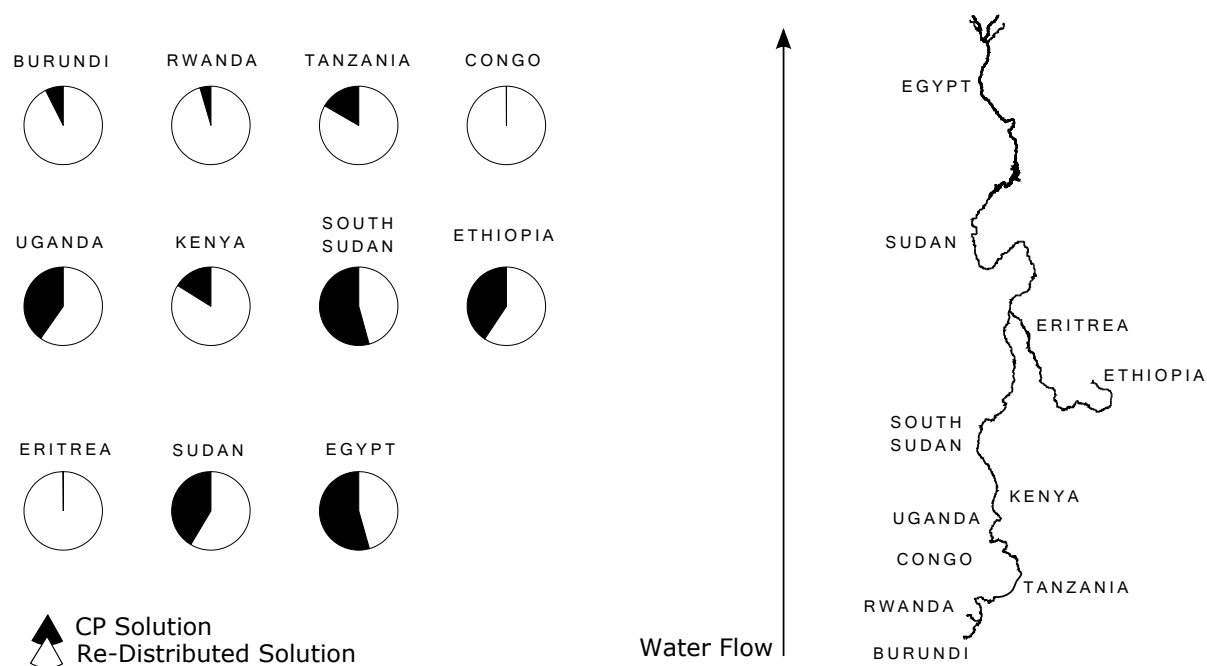 BURUNDI
RWANDA
TANZANIA
CONGO
UGANDA
KENYA
SOUTH
SUDAN
ETHIOPIA
ERITREA
SUDAN
EGYPT
CP Solution
Re-Distributed Solution
Water Flow
EGYPT
SUDAN
ERITREA
ETHIOPIA
SOUTH
SUDAN
KENYA
UGANDA
CONGO
TANZANIA
RWANDA
BURUNDI